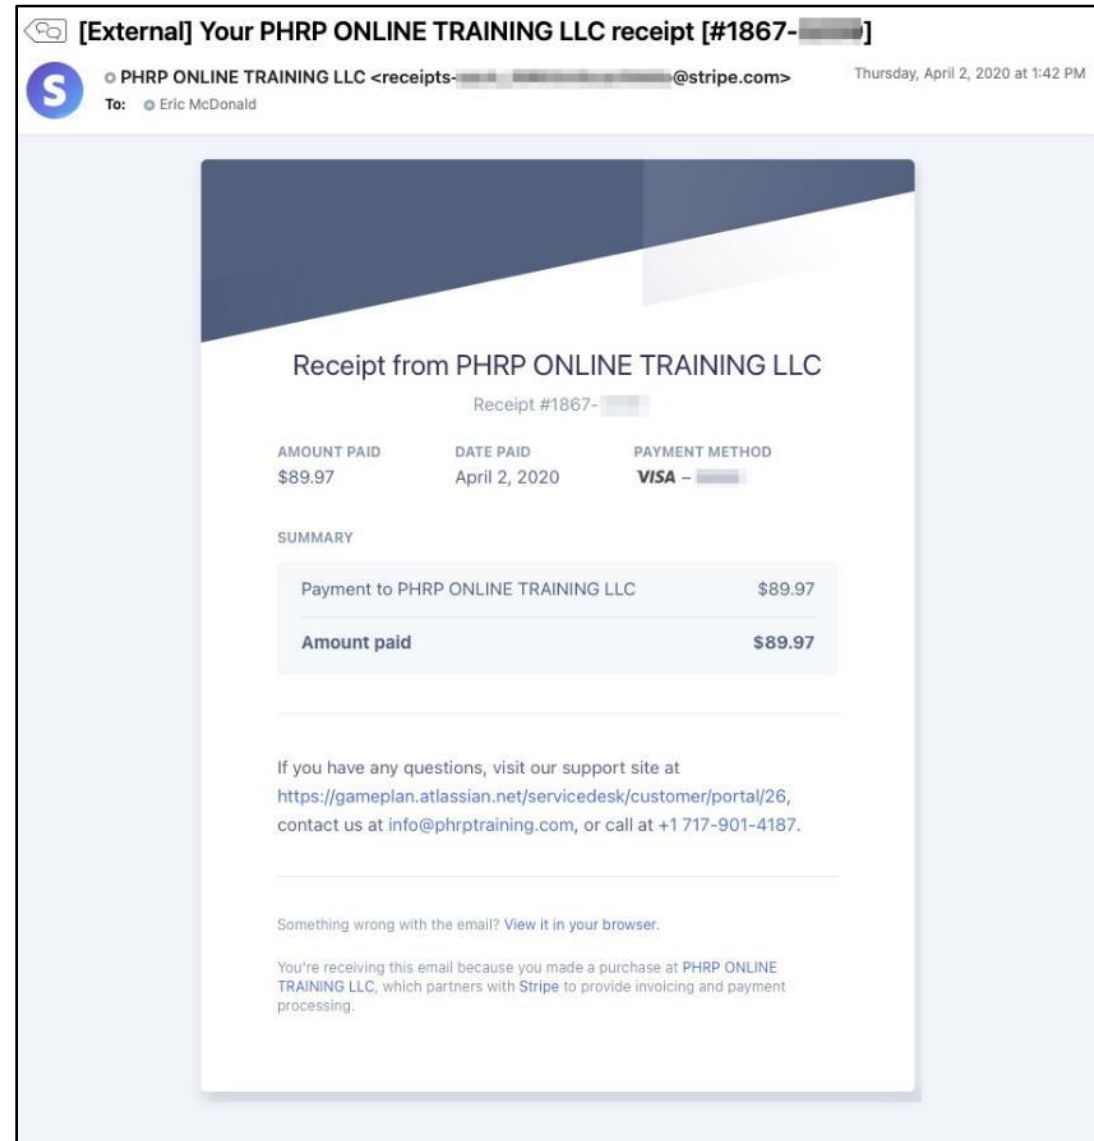 [External] Your PHRP ONLINE TRAINING LLC receipt [#1867-]
S
PHRP ONLINE TRAINING LLC <receipts-@stripe.com>
Thursday, April 2, 2020 at 1:42 PM
To: Eric McDonald
Receipt from PHRP ONLINE TRAINING LLC
Receipt #1867-
AMOUNT PAID DATE PAID PAYMENT METHOD
$89.97 April 2, 2020 VISA –
SUMMARY
Payment to PHRP ONLINE TRAINING LLC $89.97
Amount paid $89.97
If you have any questions, visit our support site at
https://gameplan.atlassian.net/servicedesk/customer/portal/26,
contact us at info@phrptraining.com, or call at +1 717-901-4187.
Something wrong with the email? View it in your browser.
You're receiving this email because you made a purchase at PHRP ONLINE
TRAINING LLC, which partners with Stripe to provide invoicing and payment
processing.